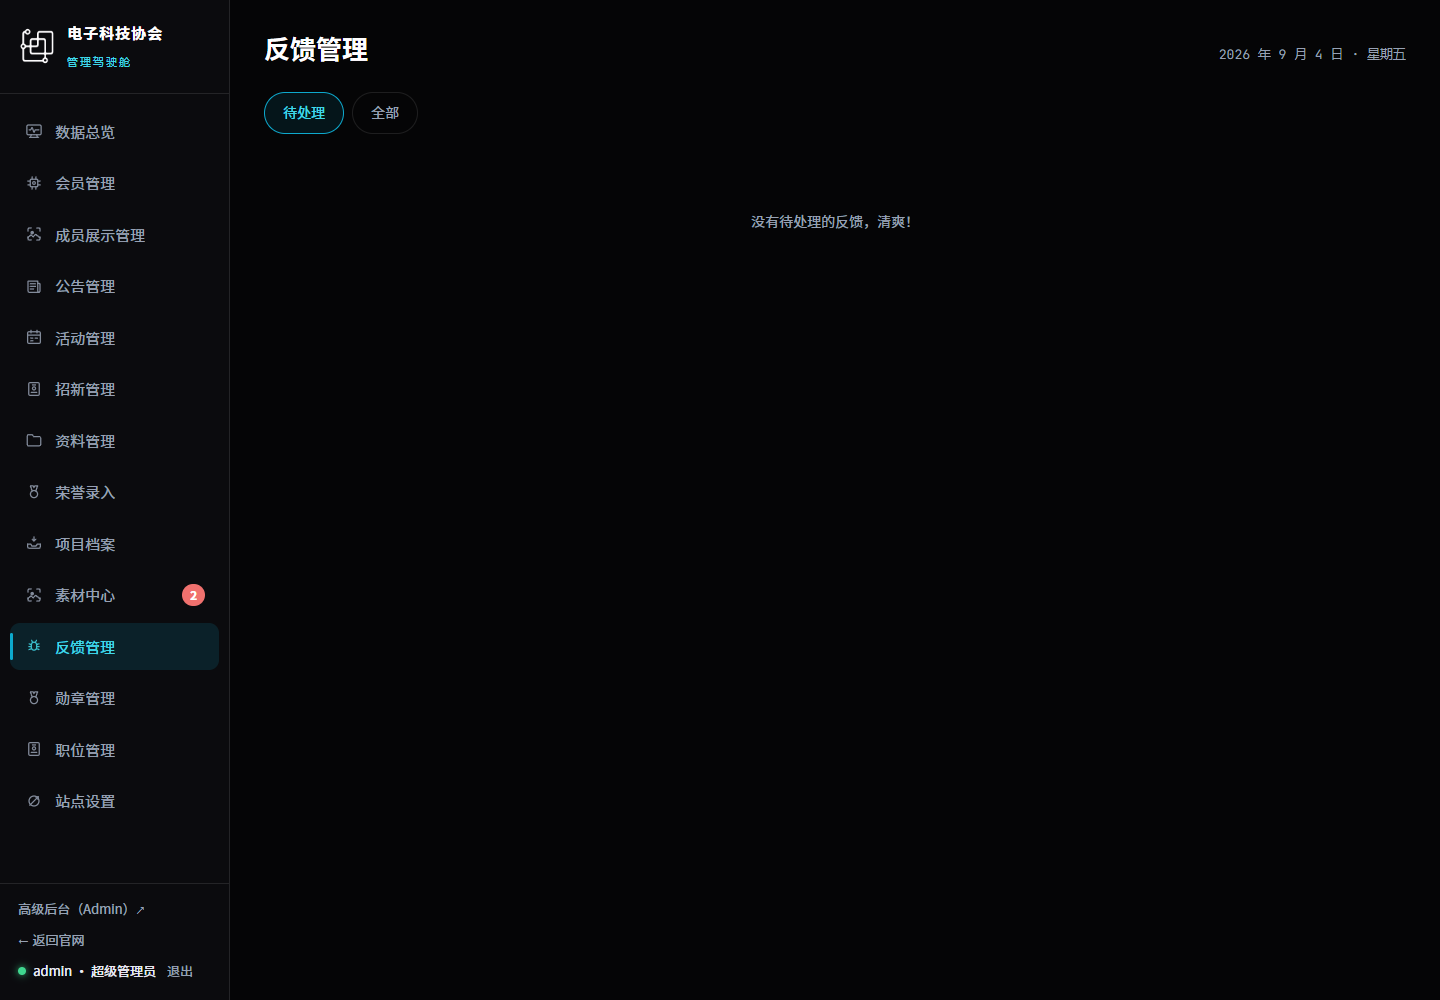 电子科技协会
管理驾驶舱
数据总览
会员管理
成员展示管理
公告管理
活动管理
招新管理
资料管理
荣誉录入
项目档案
素材中心 2
反馈管理
勋章管理
职位管理
站点设置
高级后台（Admin）↗
← 返回官网
admin · 超级管理员 退出
反馈管理
2026 年 9 月 4 日 · 星期五
待处理 全部
没有待处理的反馈，清爽！